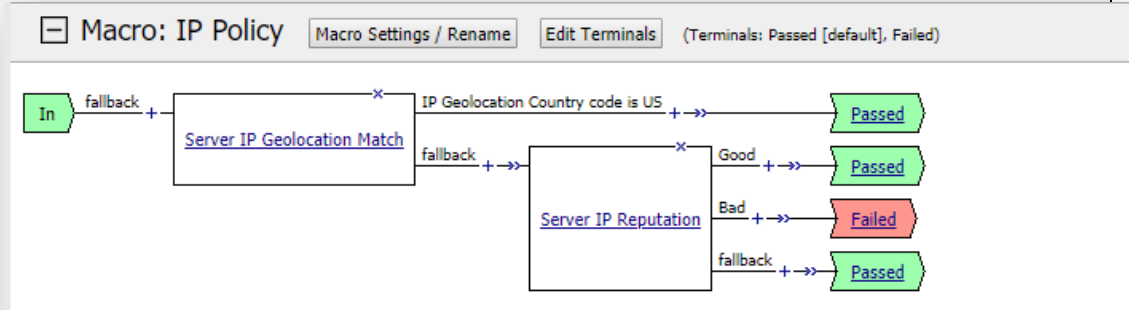 Macro: IP Policy
Macro Settings / Rename
Edit Terminals
(Terminals: Passed [default], Failed)
In
fallback
Server IP Geolocation Match
IP Geolocation Country code is US
Passed
fallback
Server IP Reputation
Good
Passed
Bad
Failed
fallback
Passed